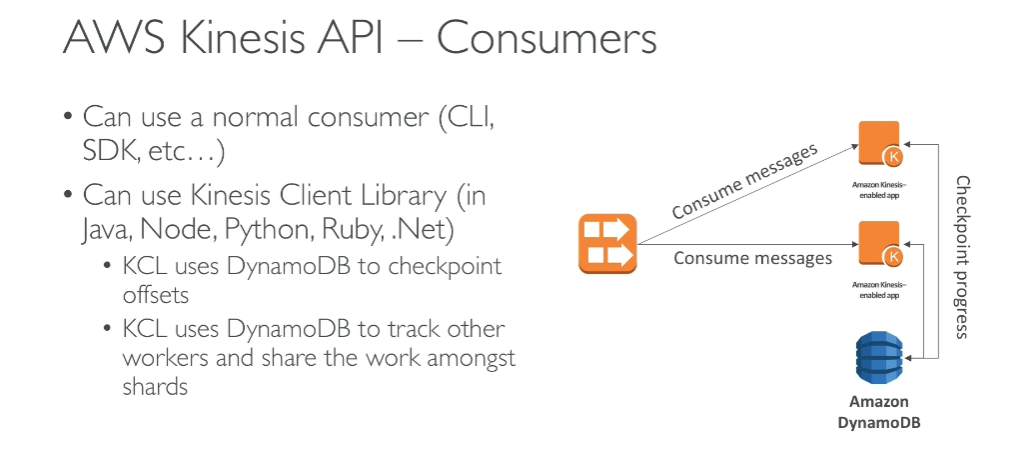 AWS Kinesis API – Consumers
• Can use a normal consumer (CLI,
SDK, etc…)
• Can use Kinesis Client Library (in
Java, Node, Python, Ruby, .Net)
• KCL uses DynamoDB to checkpoint
offsets
• KCL uses DynamoDB to track other
workers and share the work amongst
shards
Consume messages
K
Amazon Kinesis–
enabled app
Consume messages
K
Amazon Kinesis–
enabled app
Checkpoint progress
Amazon
DynamoDB